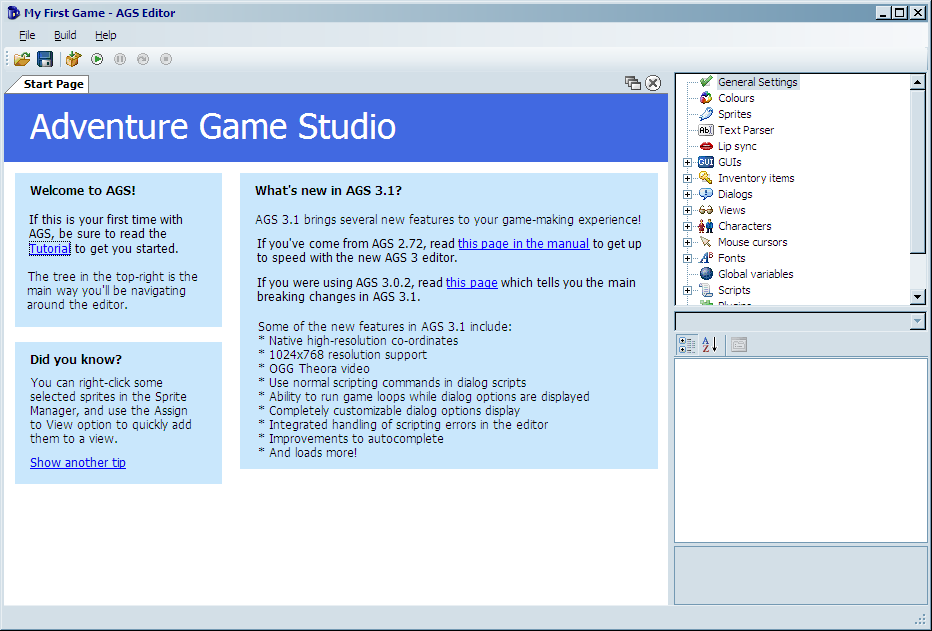 My First Game - AGS Editor
File Build Help
Start Page
Adventure Game Studio
Welcome to AGS!
If this is your first time with
AGS, be sure to read the
Tutorial to get you started.
The tree in the top-right is the
main way you'll be navigating
around the editor.
Did you know?
You can right-click some
selected sprites in the Sprite
Manager, and use the Assign
to View option to quickly add
them to a view.
Show another tip
What's new in AGS 3.1?
AGS 3.1 brings several new features to your game-making experience!
If you've come from AGS 2.72, read this page in the manual to get up
to speed with the new AGS 3 editor.
If you were using AGS 3.0.2, read this page which tells you the main
breaking changes in AGS 3.1.
Some of the new features in AGS 3.1 include:
* Native high-resolution co-ordinates
* 1024x768 resolution support
* OGG Theora video
* Use normal scripting commands in dialog scripts
* Ability to run game loops while dialog options are displayed
* Completely customizable dialog options display
* Integrated handling of scripting errors in the editor
* Improvements to autocomplete
* And loads more!
General Settings
Colours
Sprites
Ab Text Parser
Lip sync
GUI GUIs
Inventory items
Dialogs
Views
Characters
Mouse cursors
Fonts
Global variables
Scripts
Plugins
A
Z